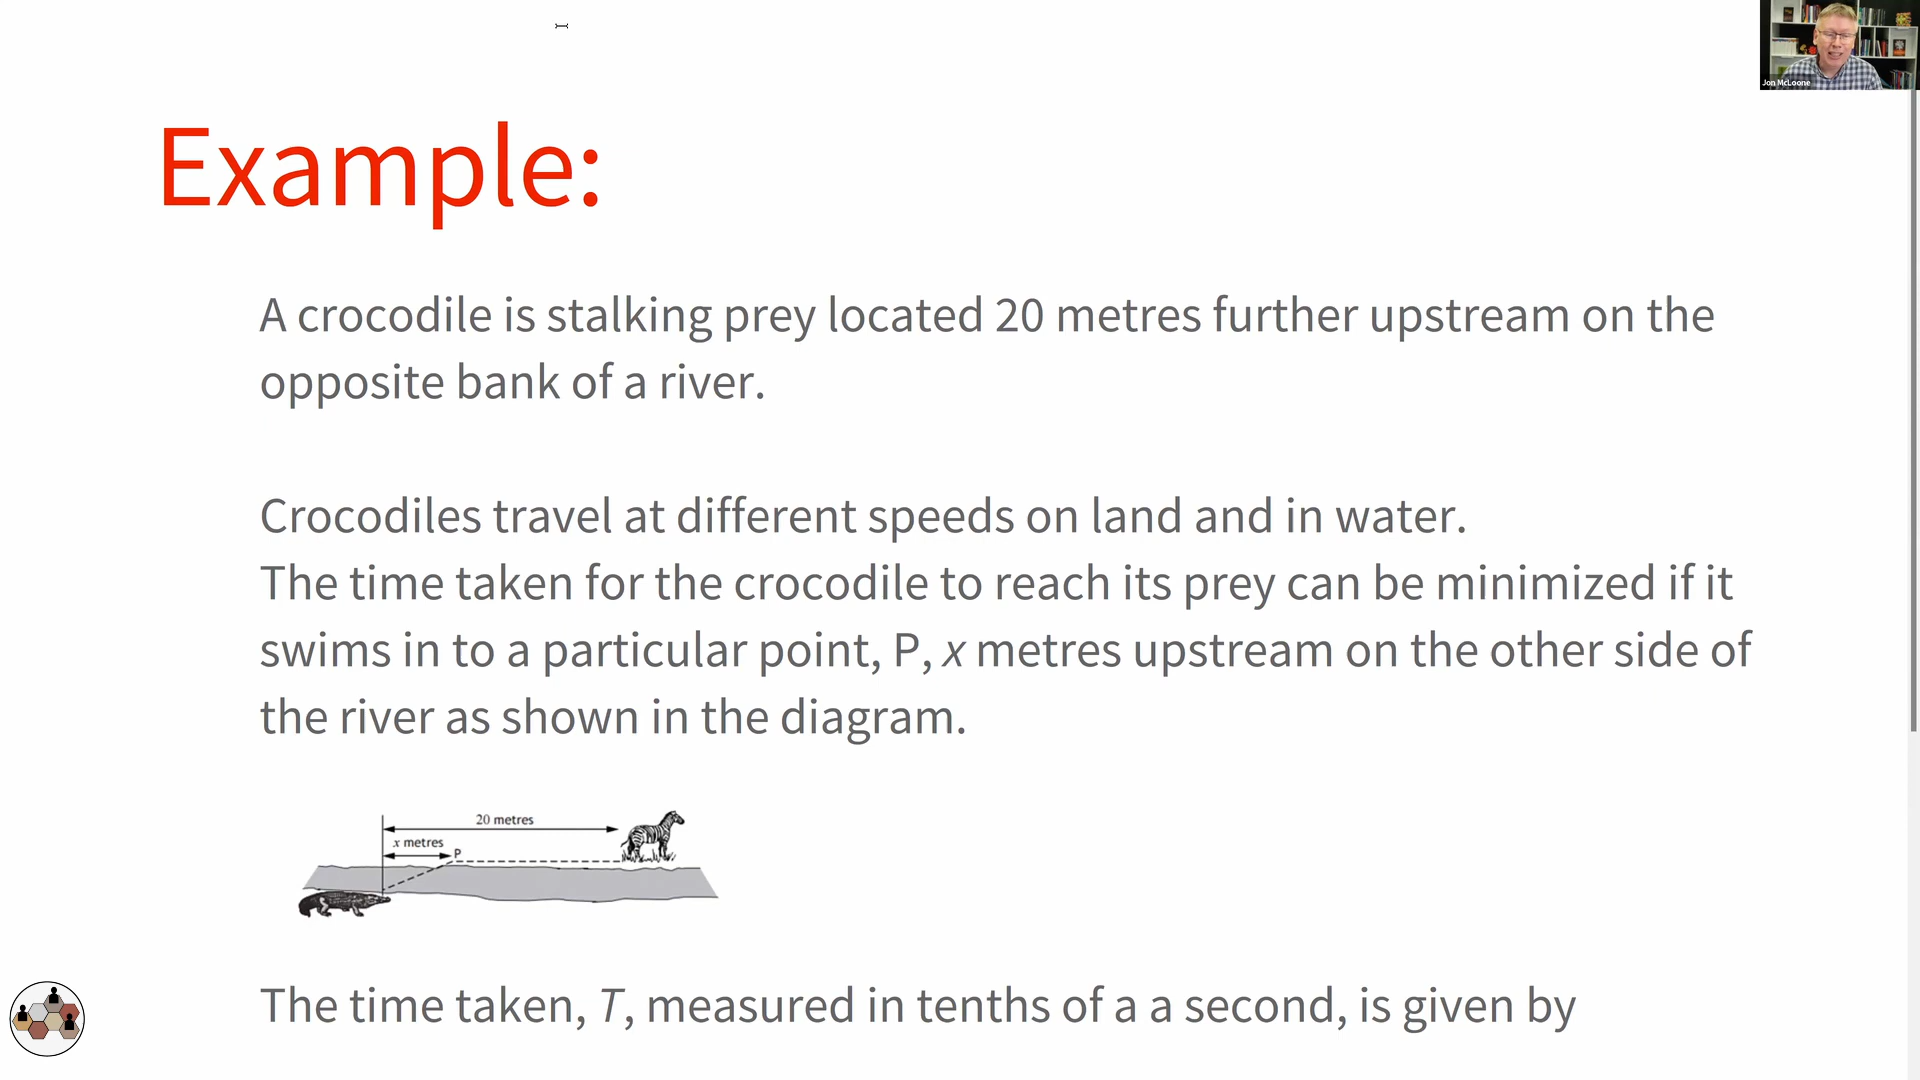 Jon McLoone
Example:
A crocodile is stalking prey located 20 metres further upstream on the
opposite bank of a river.
Crocodiles travel at different speeds on land and in water.
The time taken for the crocodile to reach its prey can be minimized if it
swims in to a particular point, P, x metres upstream on the other side of
the river as shown in the diagram.
20 metres
x metres
P
The time taken, T, measured in tenths of a a second, is given by